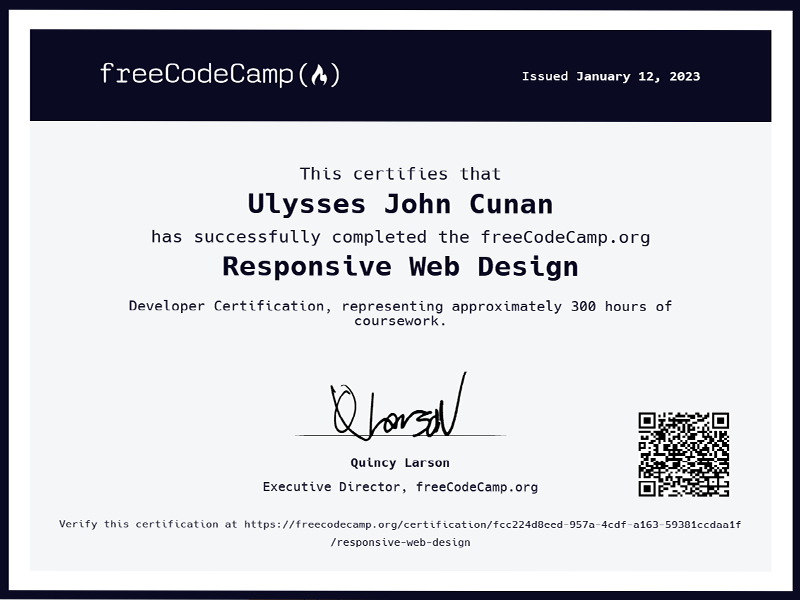 freeCodeCamp
Issued January 12, 2023
This certifies that
Ulysses John Cunan
has successfully completed the freeCodeCamp.org
Responsive Web Design
Developer Certification, representing approximately 300 hours of
coursework.
Q Larson
Quincy Larson
Executive Director, freeCodeCamp.org
Verify this certification at https://freecodecamp.org/certification/fcc224d8eed-957a-4cdf-a163-59381ccdaa1f
/responsive-web-design